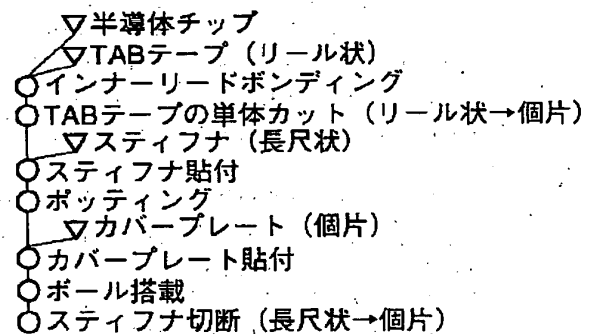 半導体チップ
TABテープ（リール状）
インナーリードボンディング
TABテープの単体カット（リール状→個片）
スティフナ（長尺状）
スティフナ貼付
ポッティング
カバープレート（個片）
カバープレート貼付
ボール搭載
スティフナ切断（長尺状→個片）